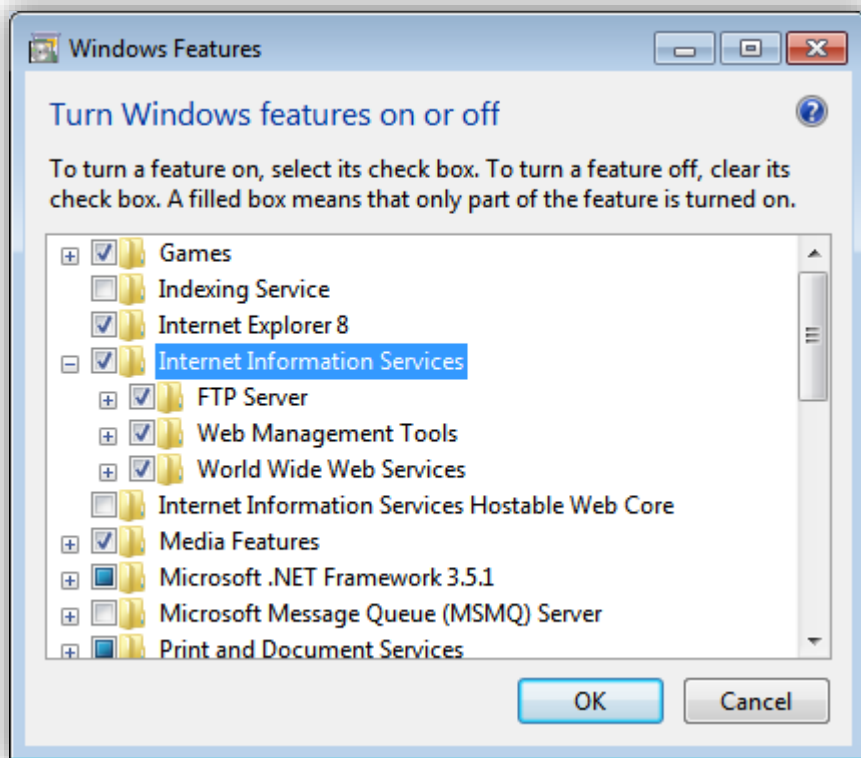 Windows Features
Turn Windows features on or off
To turn a feature on, select its check box. To turn a feature off, clear its
check box. A filled box means that only part of the feature is turned on.
Games
Indexing Service
Internet Explorer 8
Internet Information Services
FTP Server
Web Management Tools
World Wide Web Services
Internet Information Services Hostable Web Core
Media Features
Microsoft .NET Framework 3.5.1
Microsoft Message Queue (MSMQ) Server
Print and Document Services
OK Cancel